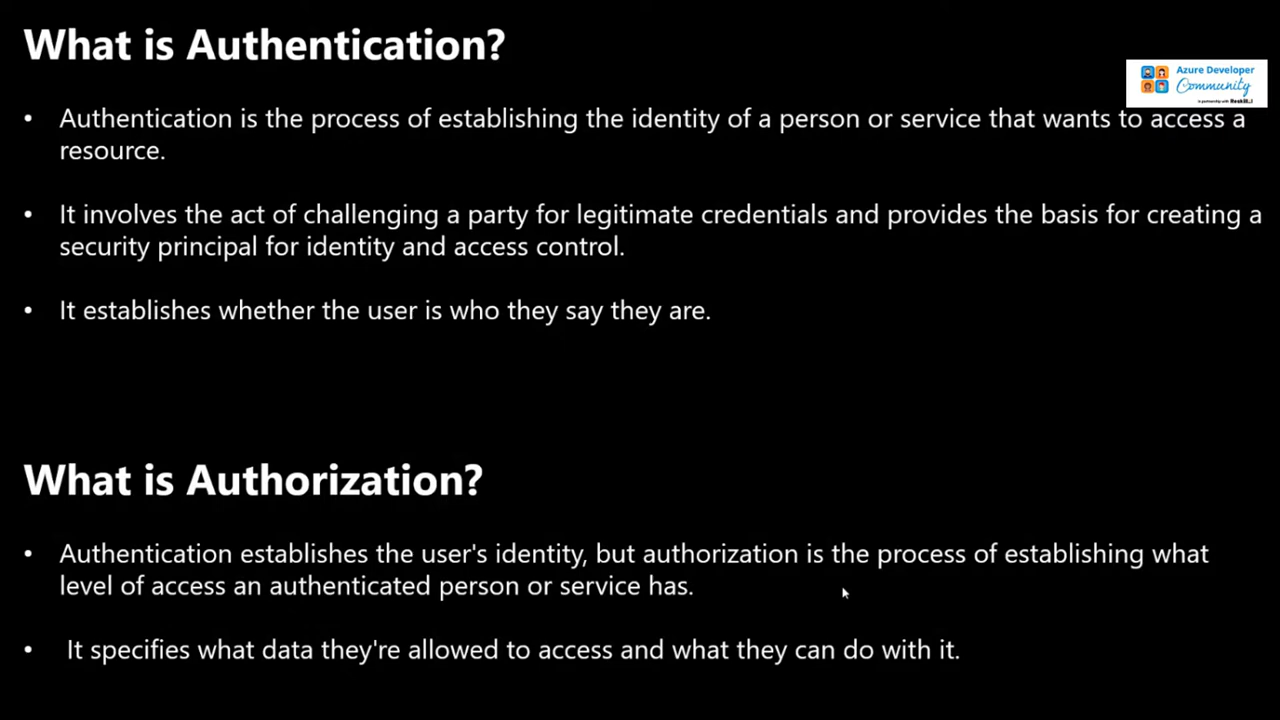 What is Authentication?
Azure Developer
Community
• Authentication is the process of establishing the identity of a person or service that wants to access a
resource.
• It involves the act of challenging a party for legitimate credentials and provides the basis for creating a
security principal for identity and access control.
• It establishes whether the user is who they say they are.
What is Authorization?
• Authentication establishes the user's identity, but authorization is the process of establishing what
level of access an authenticated person or service has.
• It specifies what data they're allowed to access and what they can do with it.